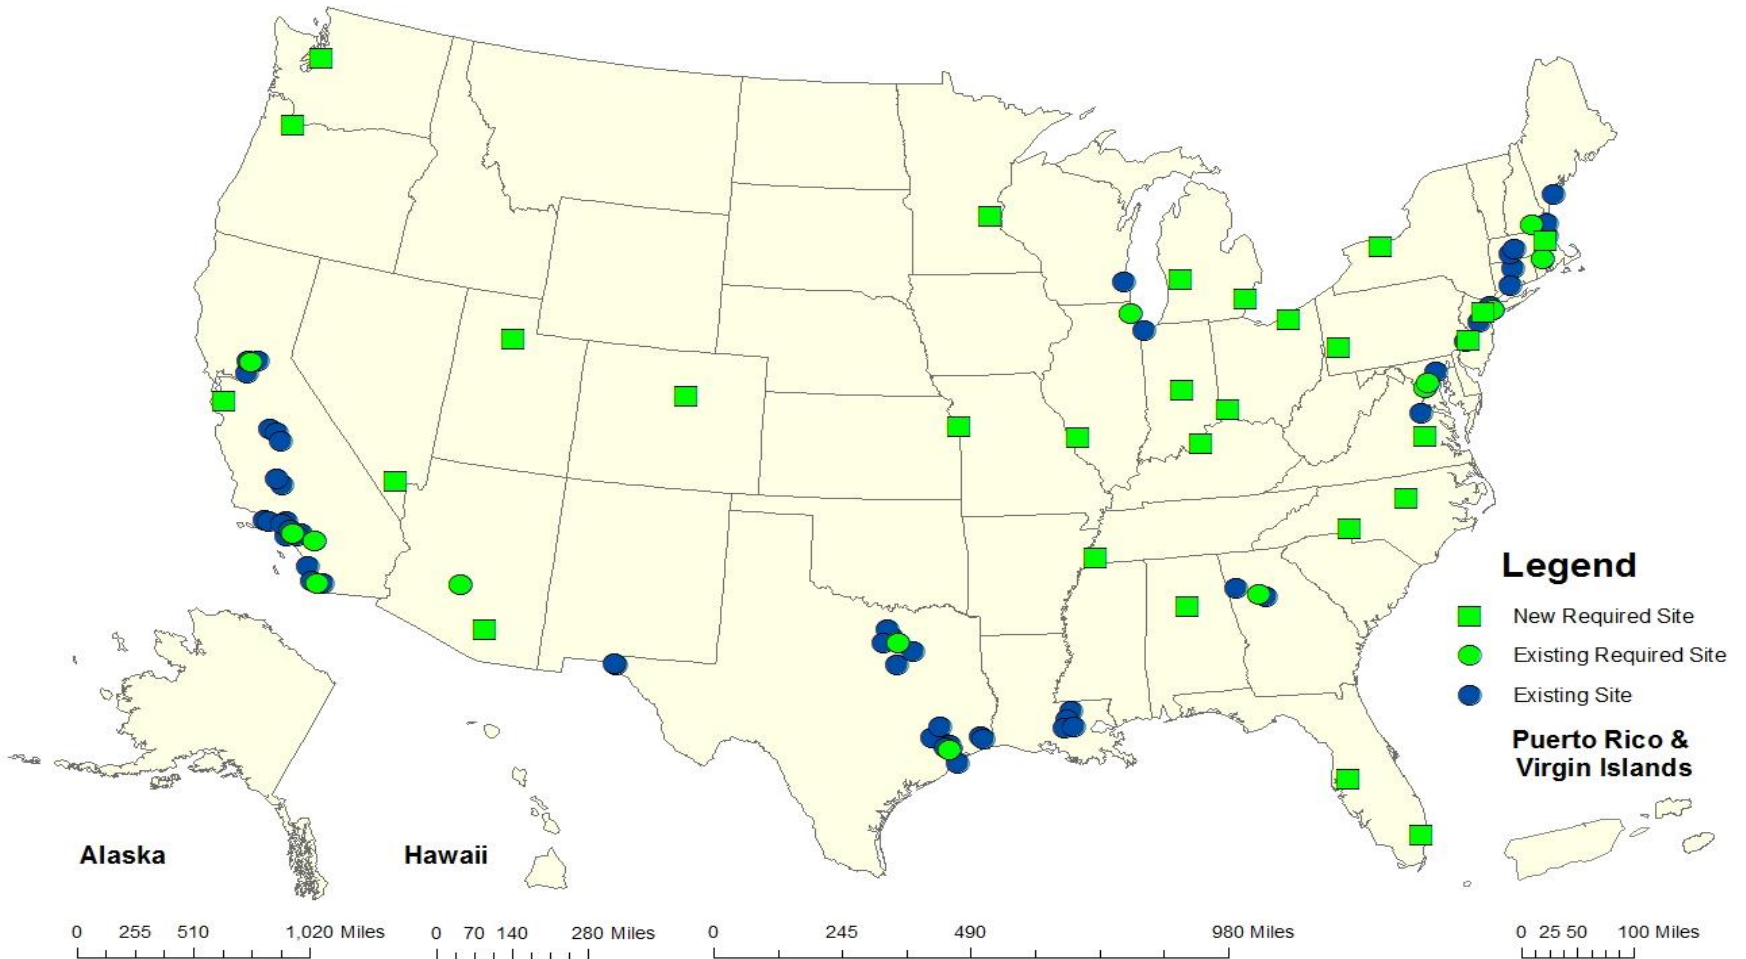 Legend
New Required Site
Existing Required Site
Existing Site
Puerto Rico &
Virgin Islands
Alaska
Hawaii
0 255 510 1,020 Miles
0 70 140 280 Miles
0 245 490 980 Miles
0 25 50 100 Miles